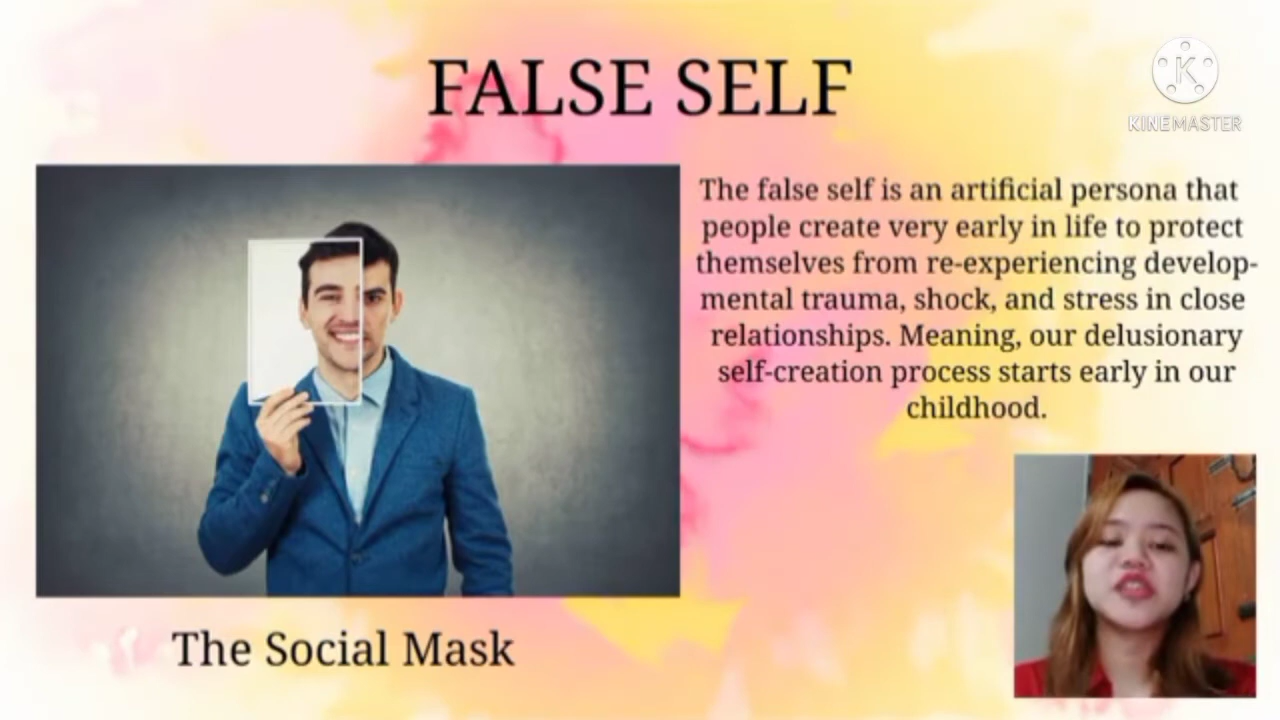 FALSE SELF
KINEMASTER
The false self is an artificial persona that
people create very early in life to protect
themselves from re-experiencing develop-
mental trauma, shock, and stress in close
relationships. Meaning, our delusionary
self-creation process starts early in our
childhood.
The Social Mask